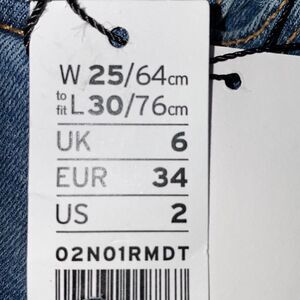 W 25/64cm
to fit L 30/76cm
UK 6
EUR 34
US 2
02N01RMDT